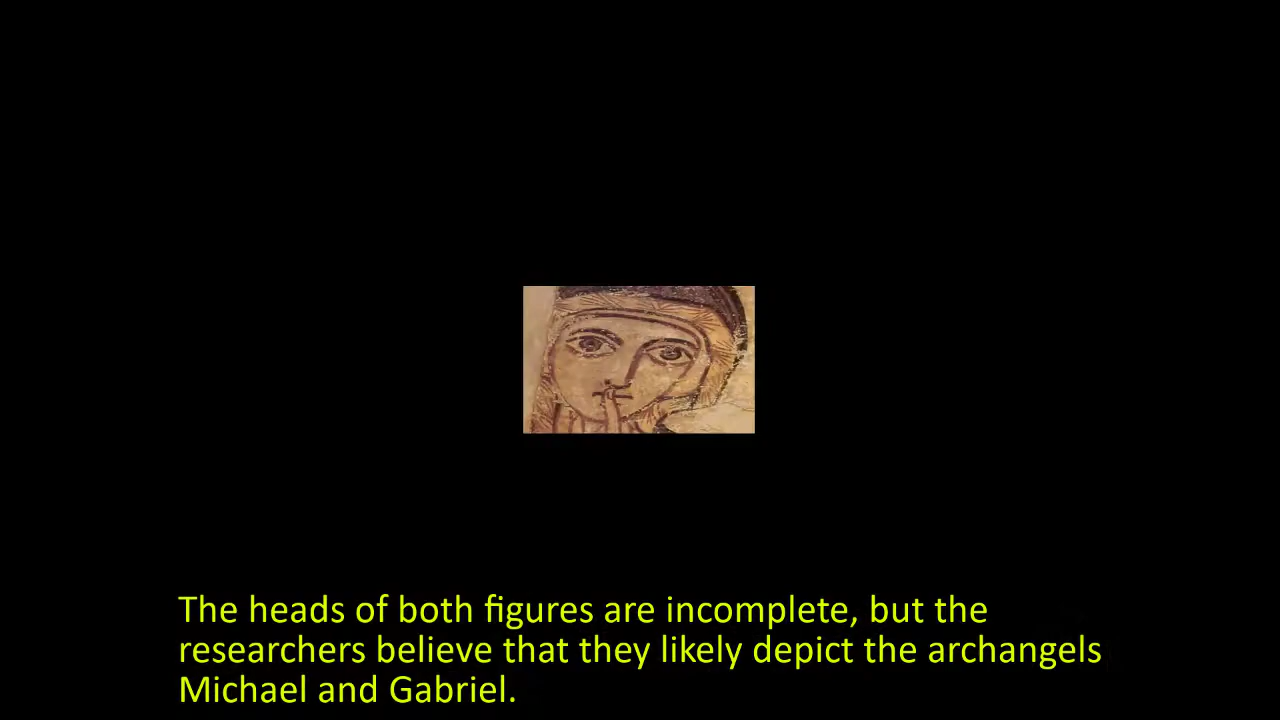 The heads of both figures are incomplete, but the
researchers believe that they likely depict the archangels
Michael and Gabriel.